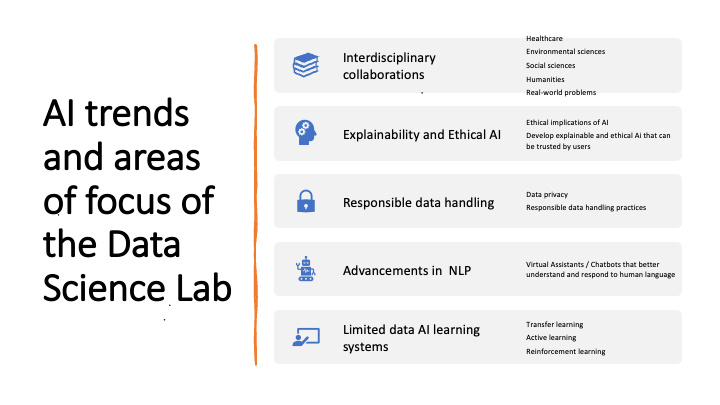 AI trends
and areas
of focus of
the Data
Science Lab
Interdisciplinary
collaborations
Healthcare
Environmental sciences
Social sciences
Humanities
Real-world problems
Explainability and Ethical AI
Ethical implications of AI
Develop explainable and ethical Ai that can
be trusted by users
Responsible data handling
Data privacy
Responsible data handling practices
Advancements in  NLP
Virtual Assistants / Chatbots that better
understand and respond to human language
Limited data AI learning
systems
Transfer learning
Active learning
Reinforcement learning